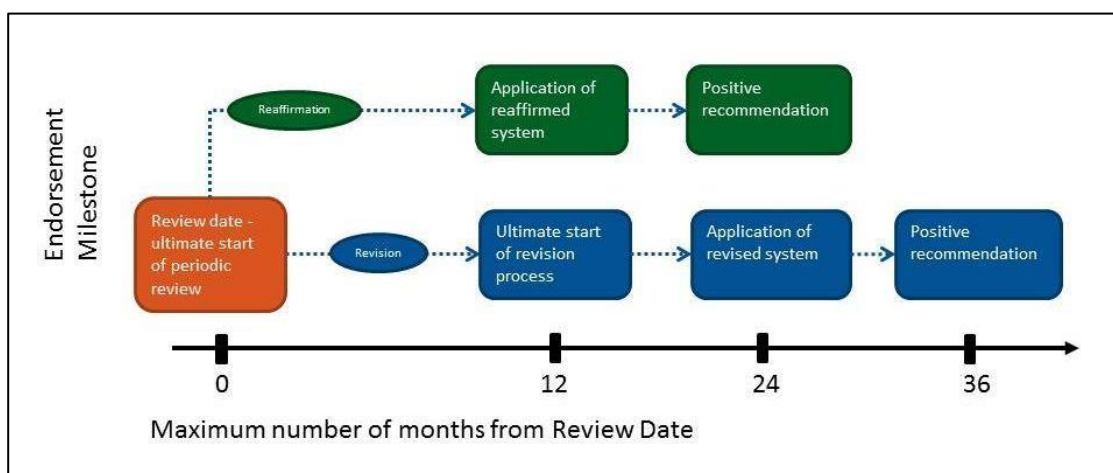 Endorsement
Milestone
Reaffirmation
Application of
reaffirmed
system
Positive
recommendation
Review date -
ultimate start
of periodic
review
Revision
Ultimate start
of revision
process
Application of
revised system
Positive
recommendation
0
12
24
36
Maximum number of months from Review Date